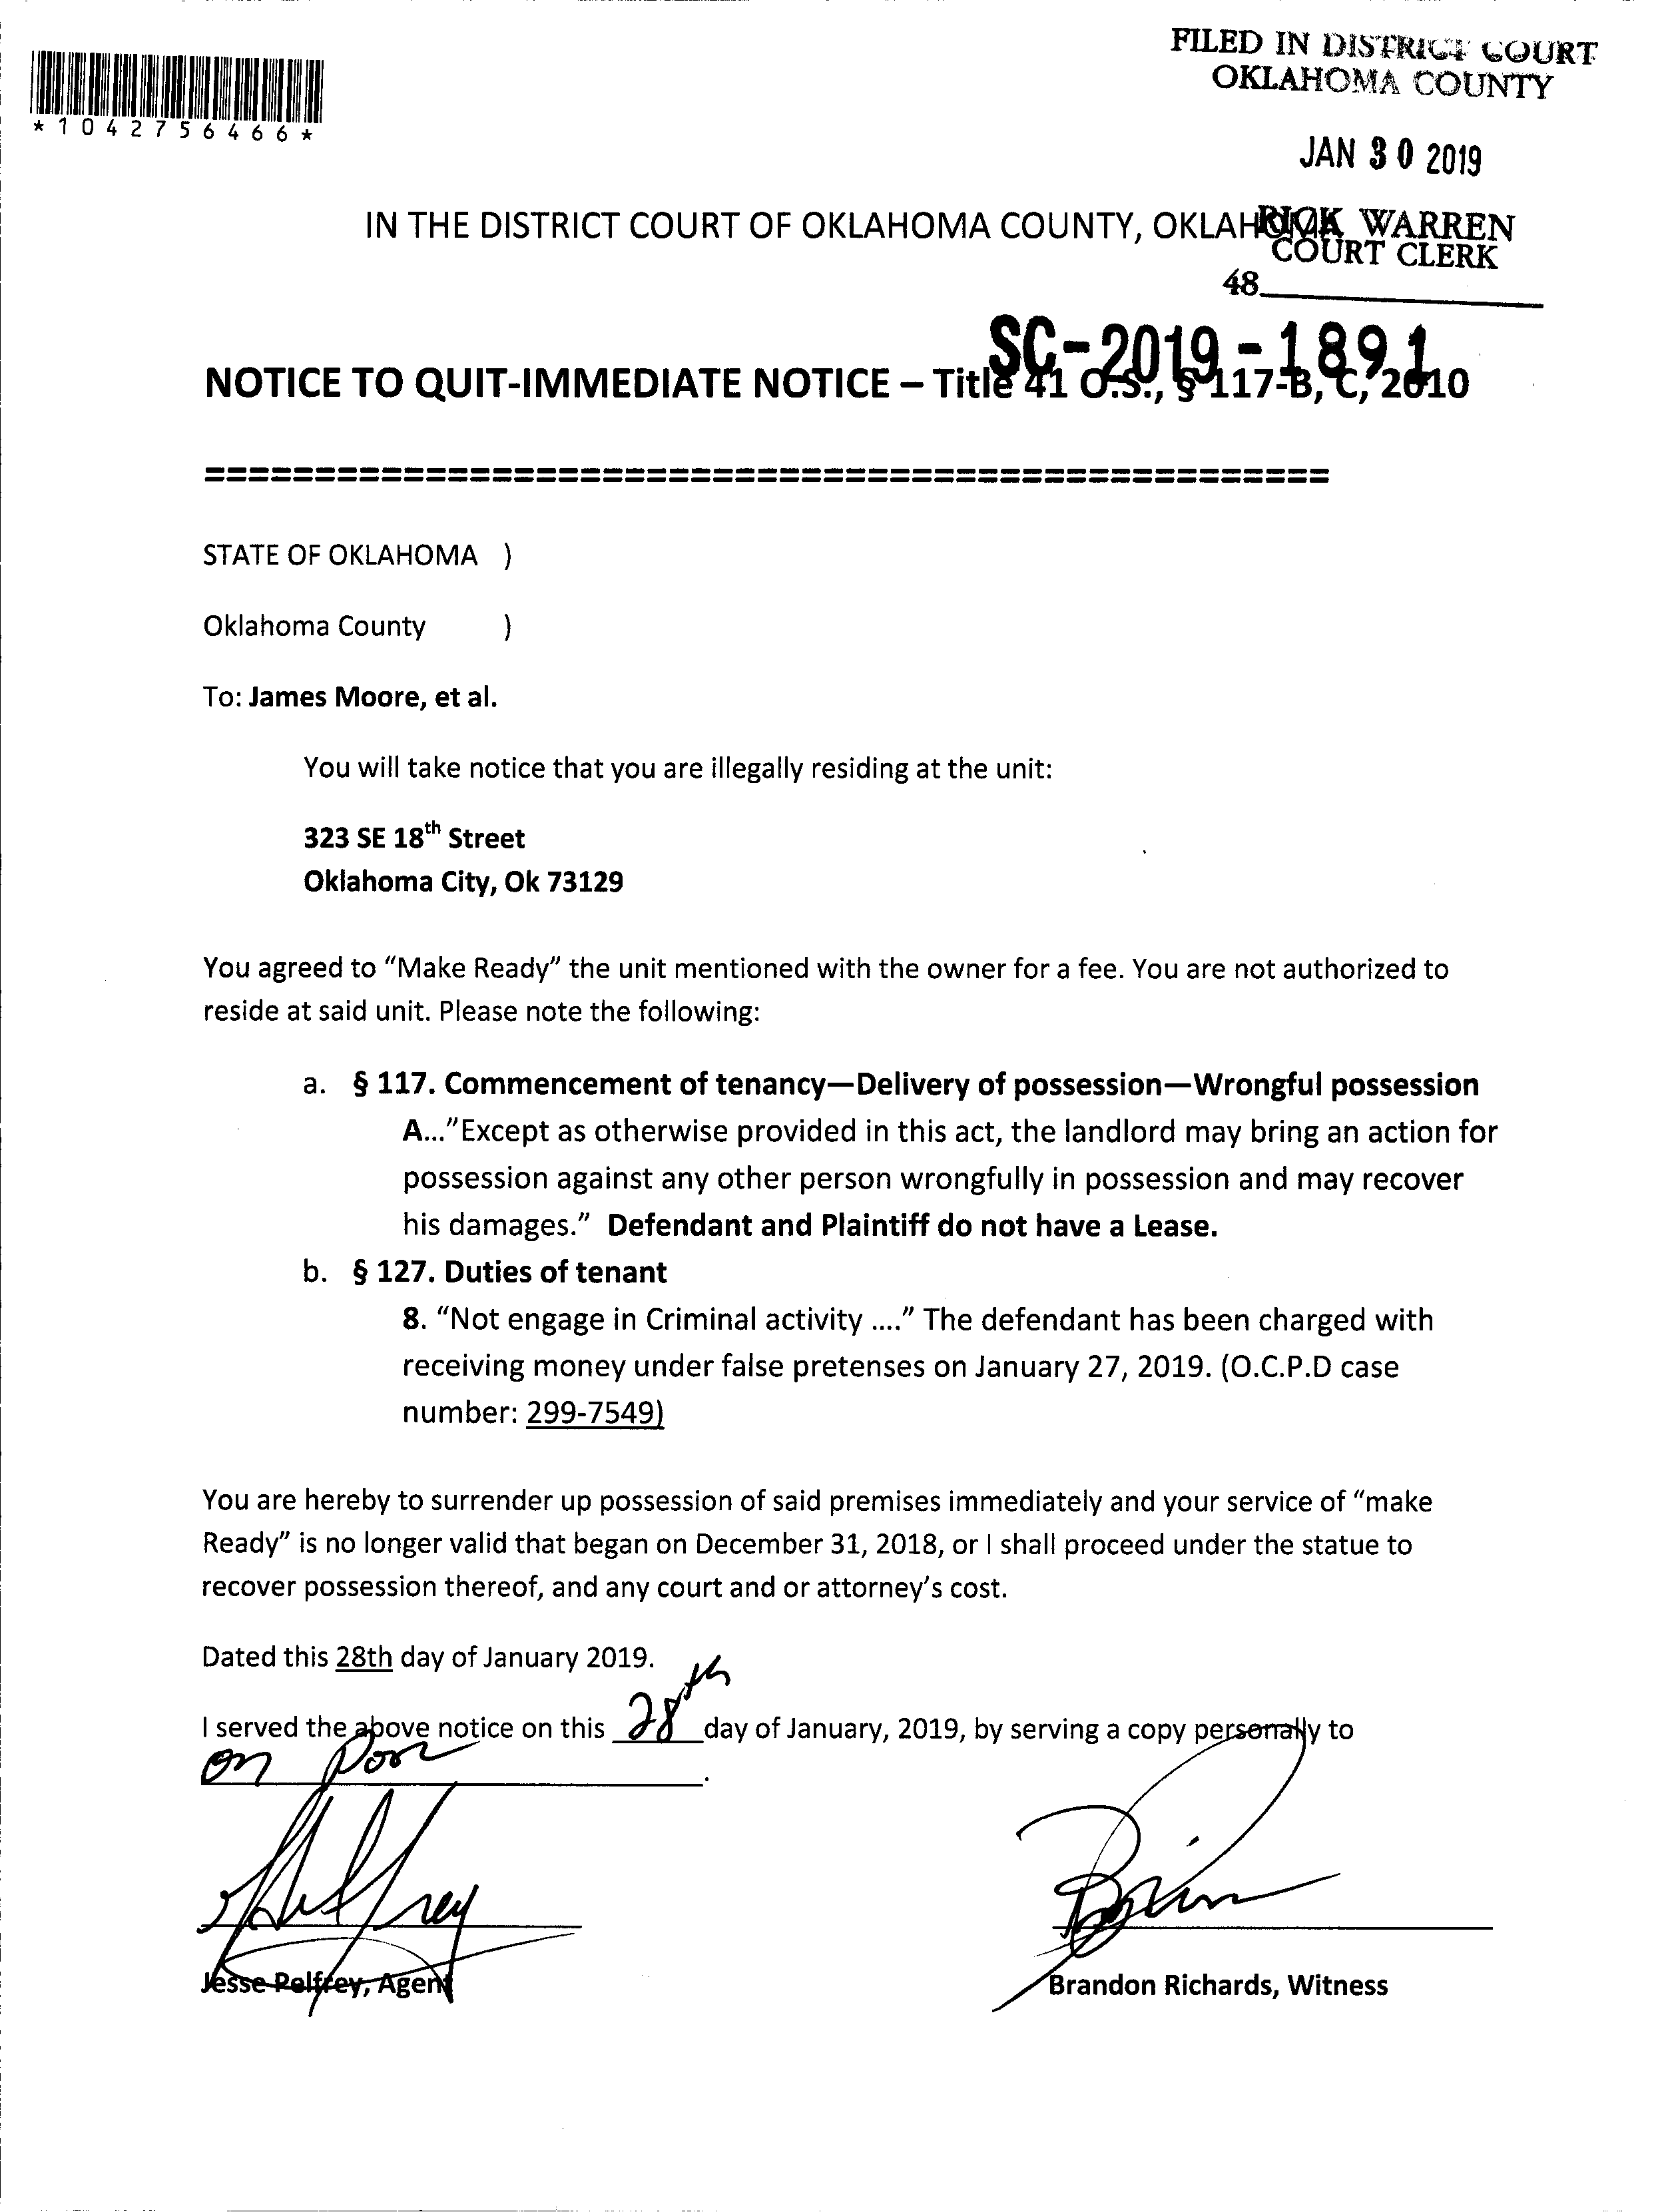 FILED IN DISTRICT COURT
OKLAHOMA COUNTY
*1042756466*
JAN 30 2019
IN THE DISTRICT COURT OF OKLAHOMA COUNTY, OKLAHOMA
RICK WARREN
COURT CLERK
48
SC-2019-1891
NOTICE TO QUIT-IMMEDIATE NOTICE – Title 41 O.S., § 117-B, C, 2010
===================================================
STATE OF OKLAHOMA )
Oklahoma County )
To: James Moore, et al.
You will take notice that you are illegally residing at the unit:
323 SE 18th Street
Oklahoma City, Ok 73129
You agreed to “Make Ready” the unit mentioned with the owner for a fee. You are not authorized to
reside at said unit. Please note the following:
a. § 117. Commencement of tenancy—Delivery of possession—Wrongful possession
A...”Except as otherwise provided in this act, the landlord may bring an action for
possession against any other person wrongfully in possession and may recover
his damages.” Defendant and Plaintiff do not have a Lease.
b. § 127. Duties of tenant
8. “Not engage in Criminal activity ....” The defendant has been charged with
receiving money under false pretenses on January 27, 2019. (O.C.P.D case
number: 299-7549)
You are hereby to surrender up possession of said premises immediately and your service of “make
Ready” is no longer valid that began on December 31, 2018, or I shall proceed under the statue to
recover possession thereof, and any court and or attorney’s cost.
Dated this 28th day of January 2019.
I served the above notice on this 28th day of January, 2019, by serving a copy personally to
on Door.
Jesse Pelfrey, Agent
Brandon Richards, Witness